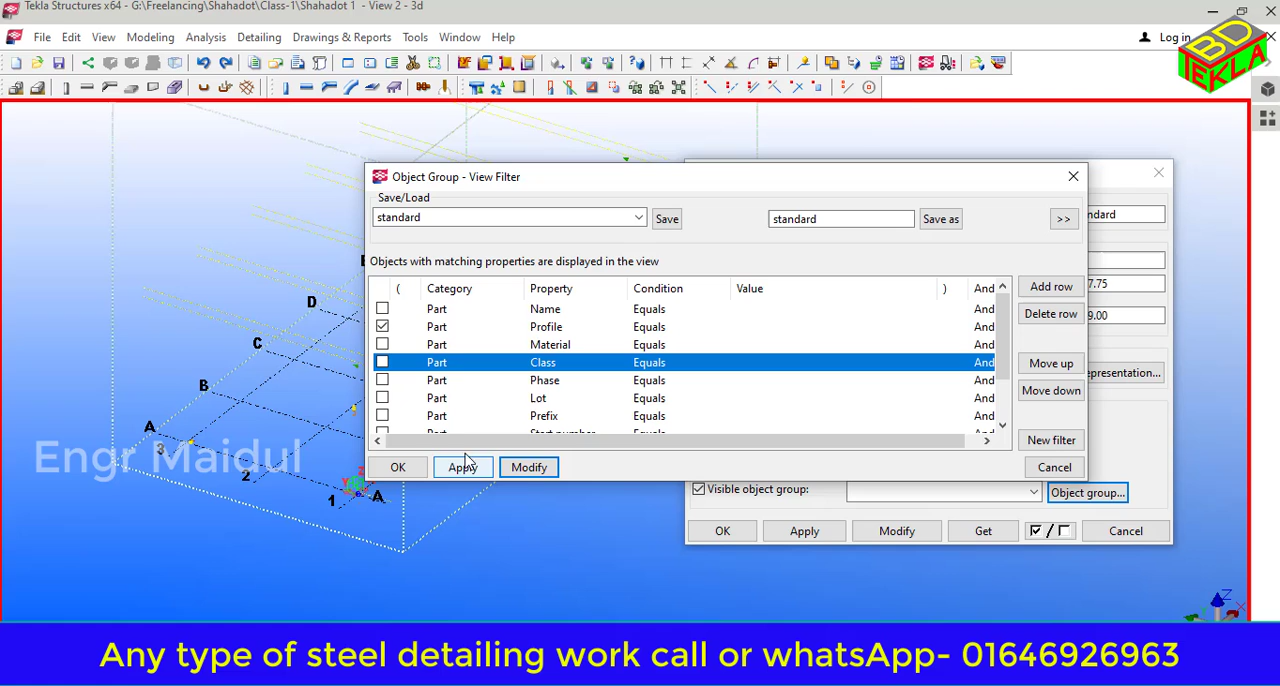 Tekla Structures x64 - G:\Freelancing\Shahadot\Class-1\Shahadot 1 - View 2 - 3d
File Edit View Modeling Analysis Detailing Drawings & Reports Tools Window Help
Log in
BD
TEKLA
Object Group - View Filter
Save/Load
standard Save standard Save as >>
ndard
Objects with matching properties are displayed in the view
( Category Property Condition Value ) And
Part Name Equals And
Part Profile Equals And
Part Material Equals And
Part Class Equals And
Part Phase Equals And
Part Lot Equals And
Part Prefix Equals And
Part Start number Equals And
Add row
Delete row
Move up
Move down
New filter
OK Apply Modify Cancel
7.75
9.00
epresentation...
Visible object group: Object group...
OK Apply Modify Get / Cancel
D
C
B
A
3
2
1
A
Z
Y
X
Z
X
Engr Maidul
Any type of steel detailing work call or whatsApp- 01646926963